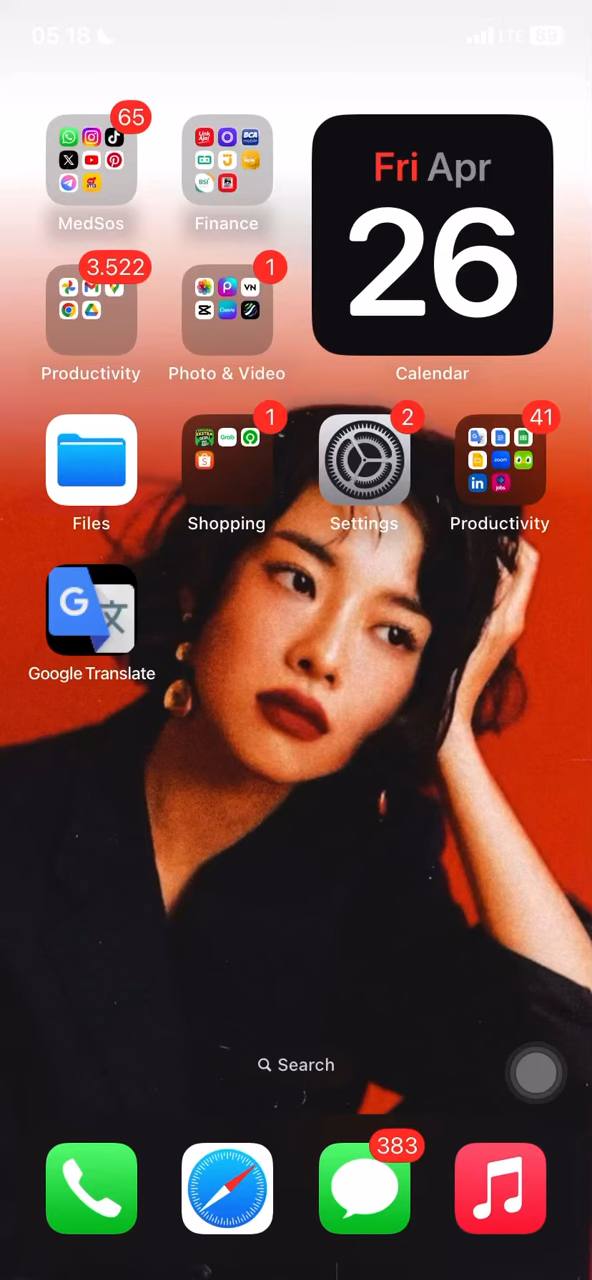 05.18 LTE 89
65
MedSos
Finance
Fri Apr
26
Calendar
3.522
Productivity
1
Photo & Video
Files
1
Shopping
2
Settings
41
Productivity
Google Translate
Search
383